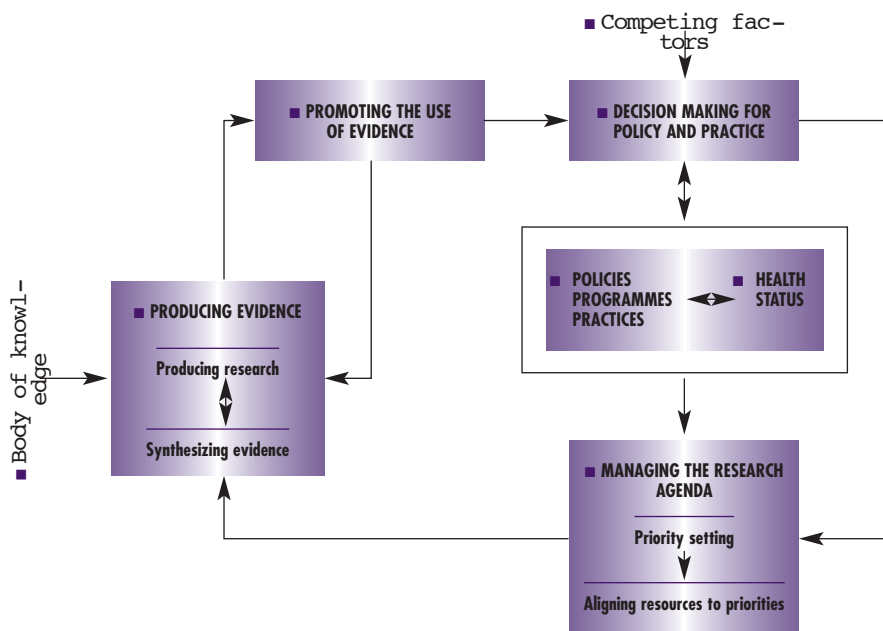 ■ Competing fac-
tors
■ PROMOTING THE USE
OF EVIDENCE
■ DECISION MAKING FOR
POLICY AND PRACTICE
■ POLICIES
PROGRAMMES
PRACTICES
■ HEALTH
STATUS
■ Body of knowl-
edge
■ PRODUCING EVIDENCE
Producing research
Synthesizing evidence
■ MANAGING THE RESEARCH
AGENDA
Priority setting
Aligning resources to priorities